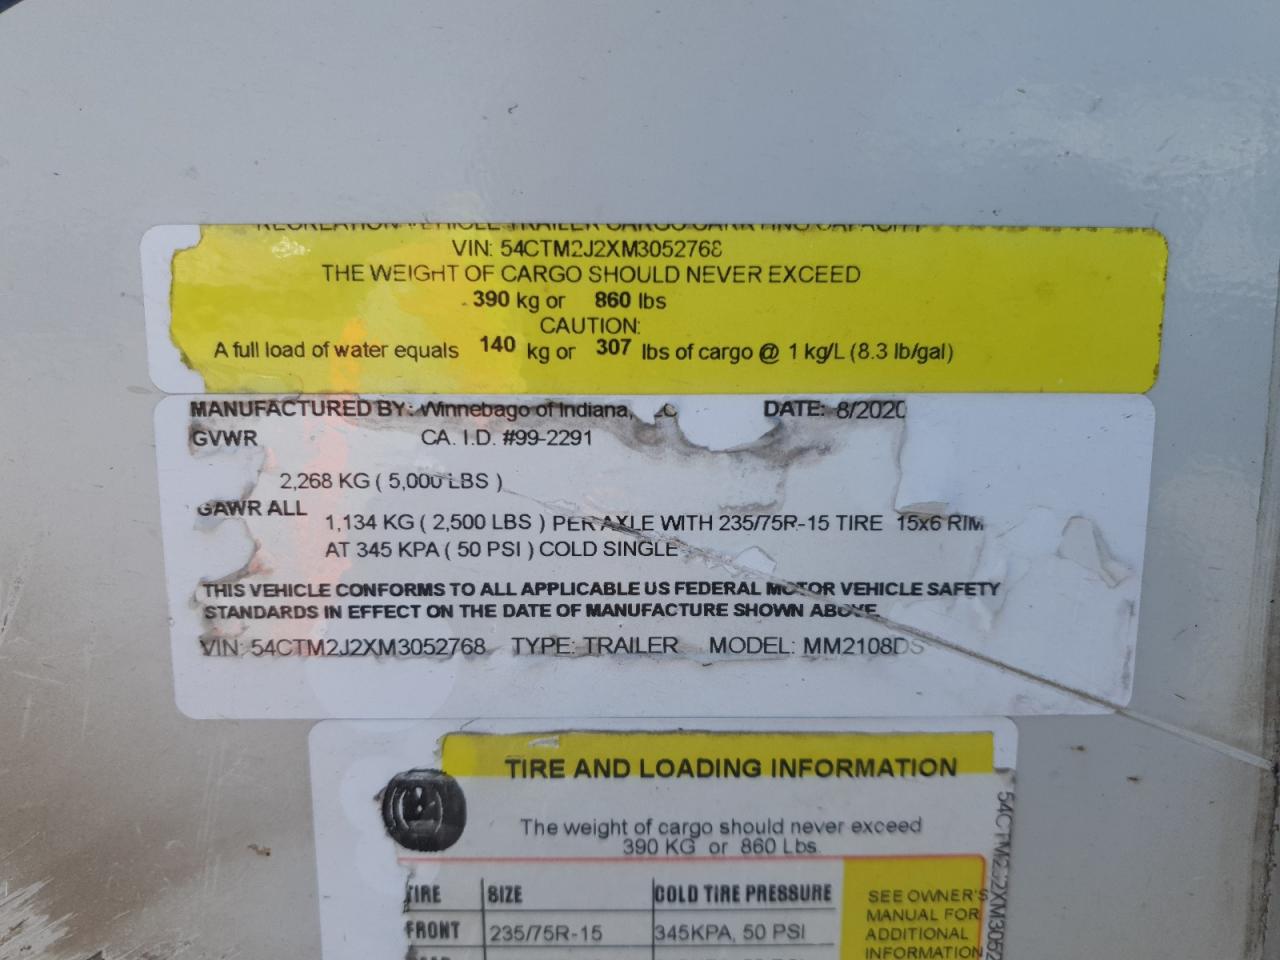 RECREATION VEHICLE TRAILER CARGO CARRYING CAPACITY
VIN: 54CTM2J2XM3052768
THE WEIGHT OF CARGO SHOULD NEVER EXCEED
390 kg or 860 lbs
CAUTION:
A full load of water equals 140 kg or 307 lbs of cargo @ 1 kg/L (8.3 lb/gal)
MANUFACTURED BY: Winnebago of Indiana, DATE: 8/2020
GVWR CA. I.D. #99-2291
2,268 KG ( 5,000 LBS )
GAWR ALL
1,134 KG ( 2,500 LBS ) PER AXLE WITH 235/75R-15 TIRE 15x6 RIM
AT 345 KPA ( 50 PSI ) COLD SINGLE
THIS VEHICLE CONFORMS TO ALL APPLICABLE US FEDERAL MOTOR VEHICLE SAFETY
STANDARDS IN EFFECT ON THE DATE OF MANUFACTURE SHOWN ABOVE.
VIN: 54CTM2J2XM3052768 TYPE: TRAILER MODEL: MM2108DS
TIRE AND LOADING INFORMATION
The weight of cargo should never exceed
390 KG or 860 Lbs.
TIRE SIZE COLD TIRE PRESSURE
FRONT 235/75R-15 345KPA, 50 PSI
SEE OWNER'S
MANUAL FOR
ADDITIONAL
INFORMATION